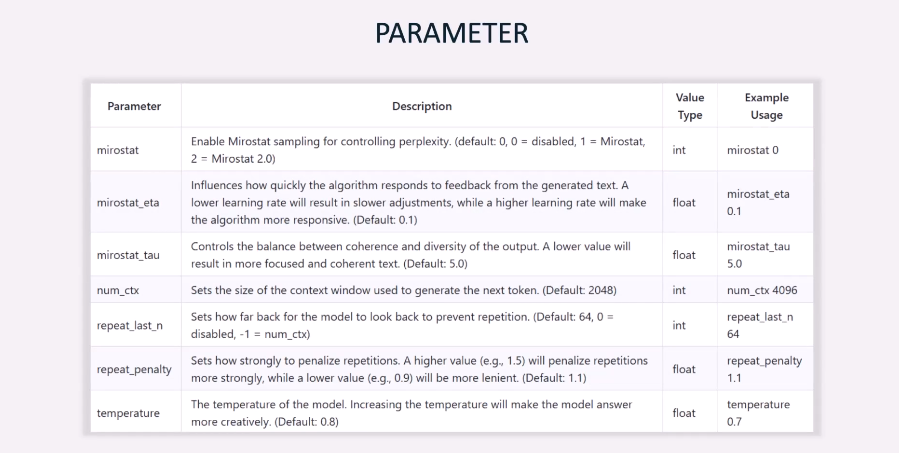 PARAMETER
Parameter Description Value Type Example Usage
mirostat Enable Mirostat sampling for controlling perplexity. (default: 0, 0 = disabled, 1 = Mirostat,
2 = Mirostat 2.0) int mirostat 0
mirostat_eta Influences how quickly the algorithm responds to feedback from the generated text. A
lower learning rate will result in slower adjustments, while a higher learning rate will make
the algorithm more responsive. (Default: 0.1) float mirostat_eta
0.1
mirostat_tau Controls the balance between coherence and diversity of the output. A lower value will
result in more focused and coherent text. (Default: 5.0) float mirostat_tau
5.0
num_ctx Sets the size of the context window used to generate the next token. (Default: 2048) int num_ctx 4096
repeat_last_n Sets how far back for the model to look back to prevent repetition. (Default: 64, 0 =
disabled, -1 = num_ctx) int repeat_last_n
64
repeat_penalty Sets how strongly to penalize repetitions. A higher value (e.g., 1.5) will penalize repetitions
more strongly, while a lower value (e.g., 0.9) will be more lenient. (Default: 1.1) float repeat_penalty
1.1
temperature The temperature of the model. Increasing the temperature will make the model answer
more creatively. (Default: 0.8) float temperature
0.7